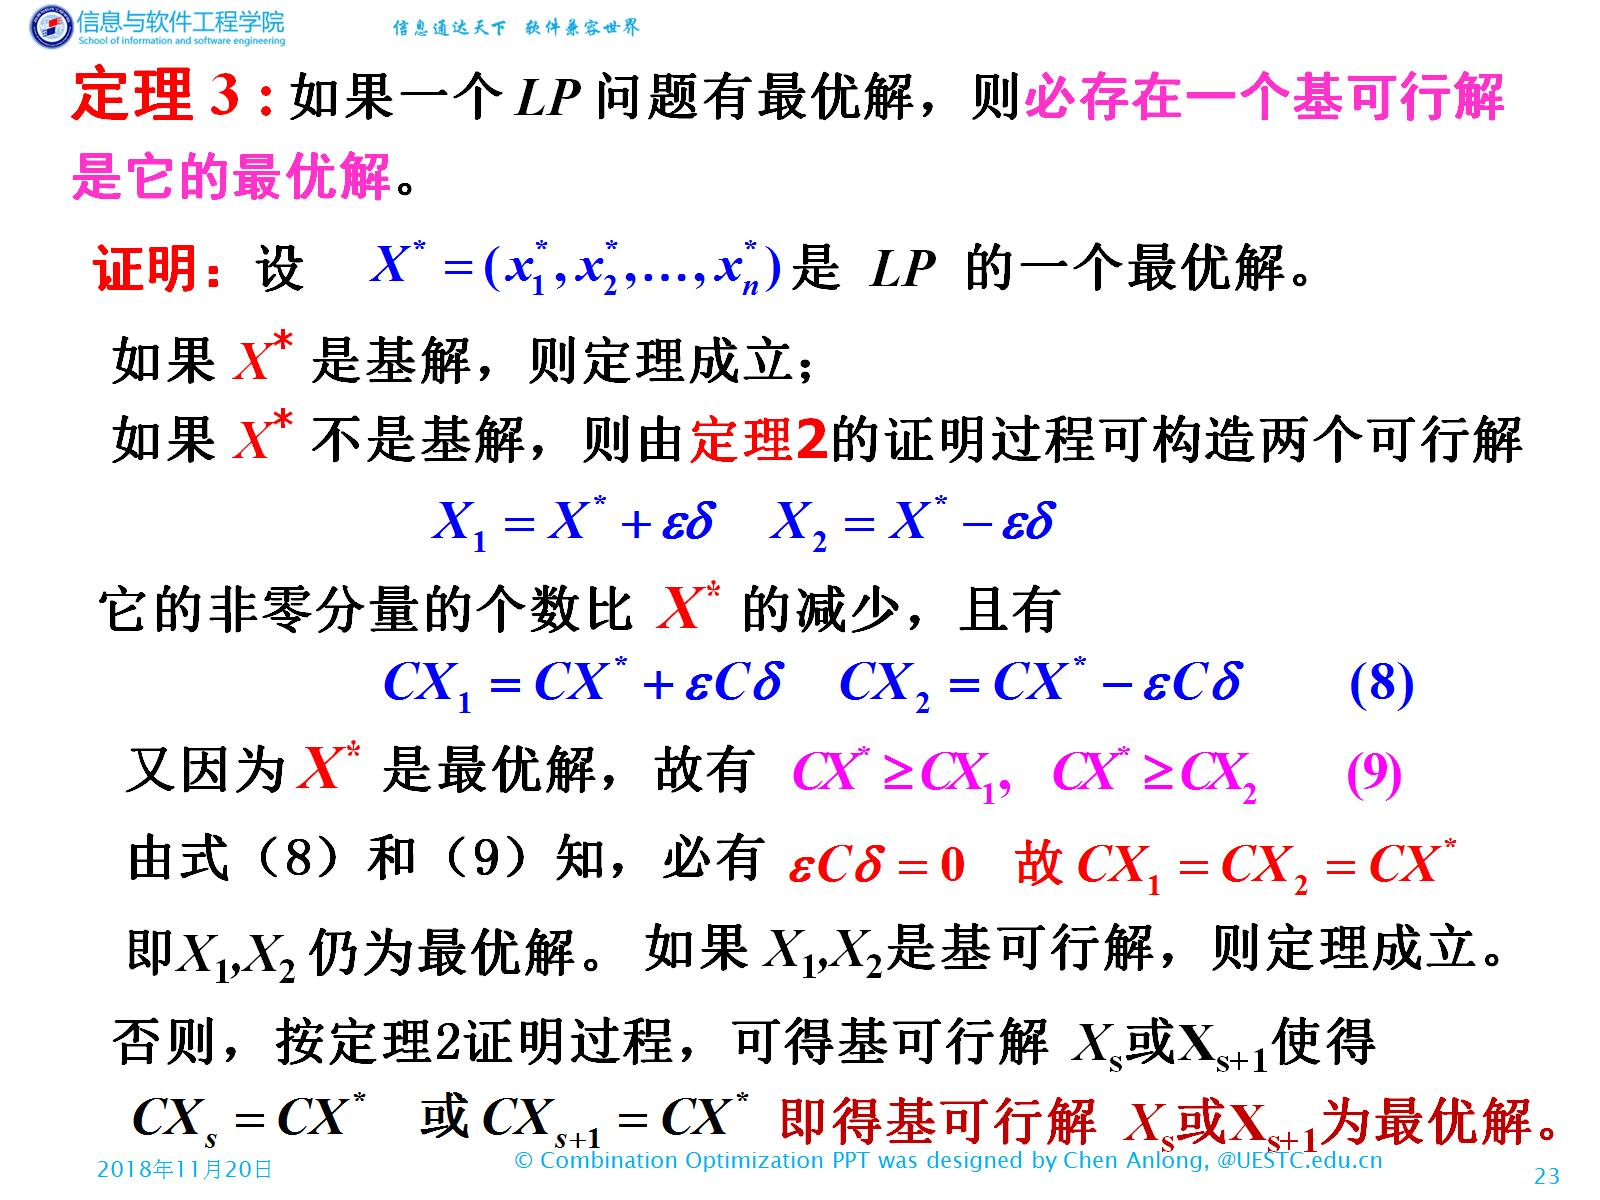 信息与软件工程学院
School of information and software engineering
信息通达天下 软件兼容世界
定理 3 : 如果一个 LP 问题有最优解，则必存在一个基可行解
是它的最优解。
证明：设 X* = (x₁*, x₂*,…, xₙ*) 是 LP 的一个最优解。
如果 X* 是基解，则定理成立；
如果 X* 不是基解，则由定理2的证明过程可构造两个可行解
X₁ = X* + εδ X₂ = X* − εδ
它的非零分量的个数比 X* 的减少，且有
CX₁ = CX* + εCδ CX₂ = CX* − εCδ (8)
又因为 X* 是最优解，故有 CX* ≥ CX₁, CX* ≥ CX₂ (9)
由式（8）和（9）知，必有 εCδ = 0 故 CX₁ = CX₂ = CX*
即X₁,X₂ 仍为最优解。 如果 X₁,X₂是基可行解，则定理成立。
否则，按定理2证明过程，可得基可行解 Xₛ或Xₛ₊₁使得
CXₛ = CX* 或 CXₛ₊₁ = CX* 即得基可行解 Xₛ或Xₛ₊₁为最优解。
2018年11月20日
© Combination Optimization PPT was designed by Chen Anlong, @UESTC.edu.cn
23